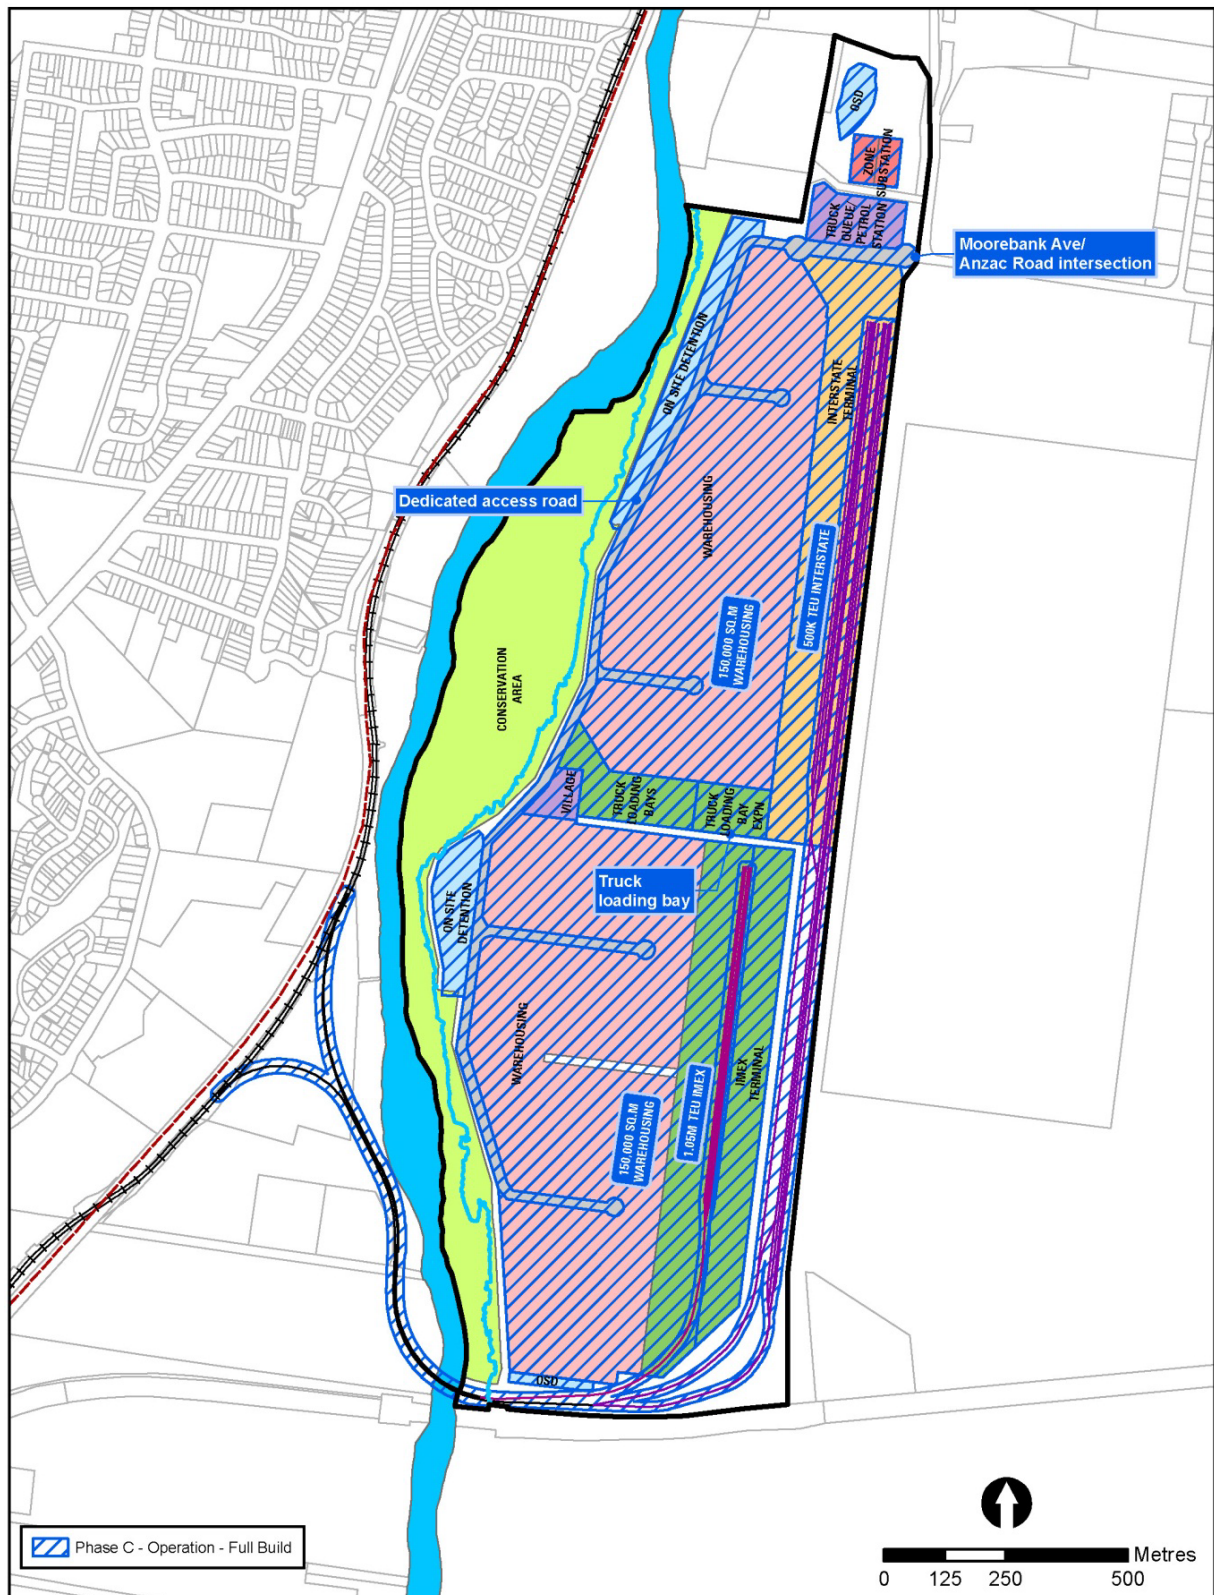 OSD
ZONE
SUBSTATION
TRUCK
QUEUE/
PETROL
STATION
Moorebank Ave/
Anzac Road intersection
ON SITE DETENTION
INTERSTATE
TERMINAL
Dedicated access road
WAREHOUSING
500K TEU INTERSTATE
150,000 SQ.M
WAREHOUSING
CONSERVATION
AREA
VILLAGE
TRUCK
LOADING
BAYS
TRUCK
LOADING
BAY
EXPN
Truck
loading bay
ON SITE
DETENTION
WAREHOUSING
IMEX
TERMINAL
1.05M TEU IMEX
150,000 SQ.M
WAREHOUSING
OSD
Phase C - Operation - Full Build
Metres
0 125 250 500